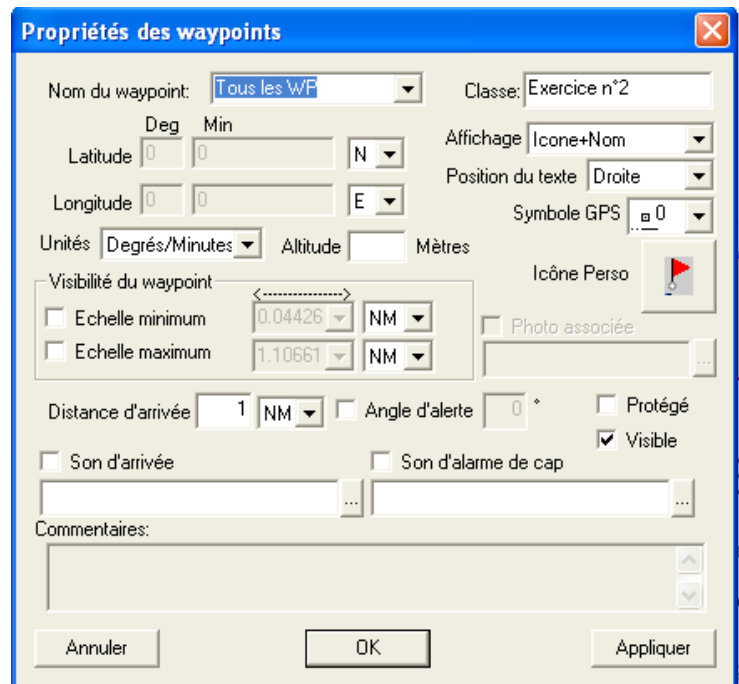 Propriétés des waypoints
Nom du waypoint: Tous les WP Classe: Exercice n°2
Deg Min
Latitude 0 0 N Affichage Icone+Nom
Position du texte Droite
Longitude 0 0 E Symbole GPS 0
Unités Degrés/Minutes Altitude Mètres
Icône Perso
Visibilité du waypoint
<--------------->
Echelle minimum 0.04426 NM
Photo associée
Echelle maximum 1.10661 NM ...
Distance d'arrivée 1 NM Angle d'alerte 0 ° Protégé
Visible
Son d'arrivée Son d'alarme de cap
... ...
Commentaires:
Annuler OK Appliquer